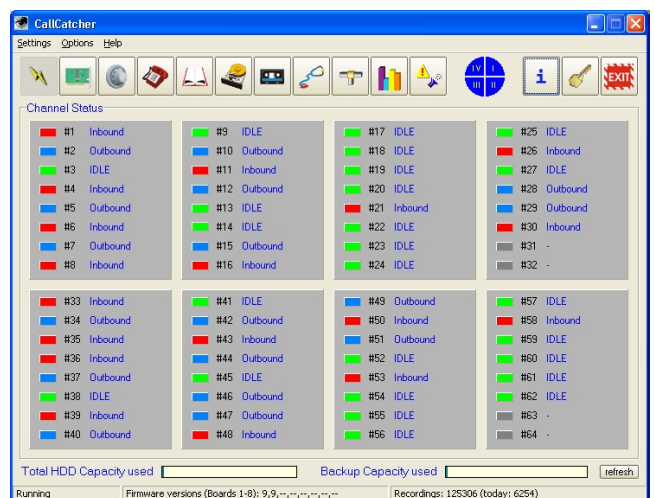 CallCatcher
Settings Options Help
IV I
III II
i
EXIT
Channel Status
#1 Inbound
#2 Outbound
#3 IDLE
#4 Inbound
#5 Outbound
#6 Inbound
#7 Outbound
#8 Inbound
#9 IDLE
#10 Outbound
#11 Inbound
#12 Outbound
#13 IDLE
#14 IDLE
#15 Outbound
#16 Inbound
#17 IDLE
#18 IDLE
#19 IDLE
#20 IDLE
#21 Inbound
#22 IDLE
#23 IDLE
#24 IDLE
#25 IDLE
#26 Inbound
#27 IDLE
#28 Outbound
#29 Outbound
#30 Inbound
#31 -
#32 -
#33 Inbound
#34 Outbound
#35 Inbound
#36 Inbound
#37 Outbound
#38 IDLE
#39 Inbound
#40 Outbound
#41 IDLE
#42 Outbound
#43 Inbound
#44 Outbound
#45 IDLE
#46 Outbound
#47 Outbound
#48 Inbound
#49 Outbound
#50 Inbound
#51 Outbound
#52 IDLE
#53 Inbound
#54 IDLE
#55 IDLE
#56 IDLE
#57 IDLE
#58 Inbound
#59 IDLE
#60 IDLE
#61 IDLE
#62 IDLE
#63 -
#64 -
Total HDD Capacity used
Backup Capacity used
refresh
Running
Firmware versions (Boards 1-8): 9,9,--,--,--,--,--,--
Recordings: 125306 (today: 6254)